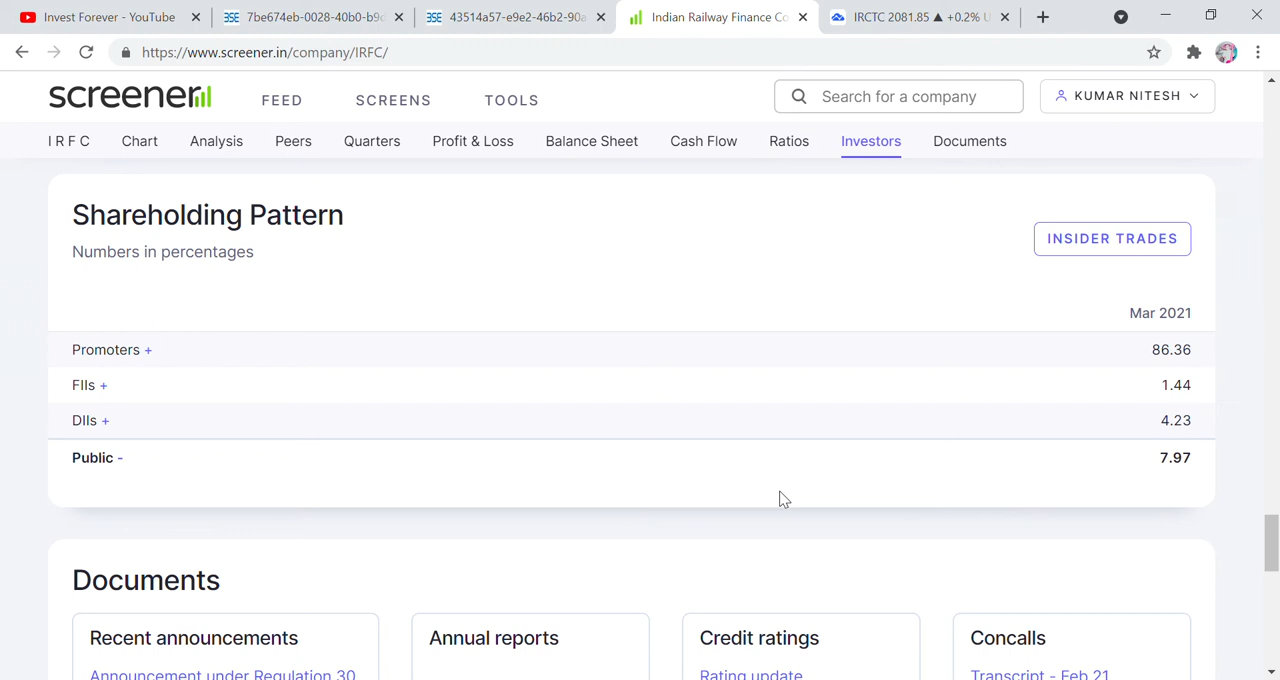 Invest Forever - YouTube
7be674eb-0028-40b0-b9c
43514a57-e9e2-46b2-90a
Indian Railway Finance Co
IRCTC 2081.85 ▲ +0.2% U
https://www.screener.in/company/IRFC/
screener
FEED
SCREENS
TOOLS
Search for a company
KUMAR NITESH
I R F C
Chart
Analysis
Peers
Quarters
Profit & Loss
Balance Sheet
Cash Flow
Ratios
Investors
Documents
Shareholding Pattern
Numbers in percentages
INSIDER TRADES
Mar 2021
Promoters + 86.36
FIIs + 1.44
DIIs + 4.23
Public - 7.97
Documents
Recent announcements
Annual reports
Credit ratings
Concalls
Announcement under Regulation 30
Rating update
Transcript - Feb 21